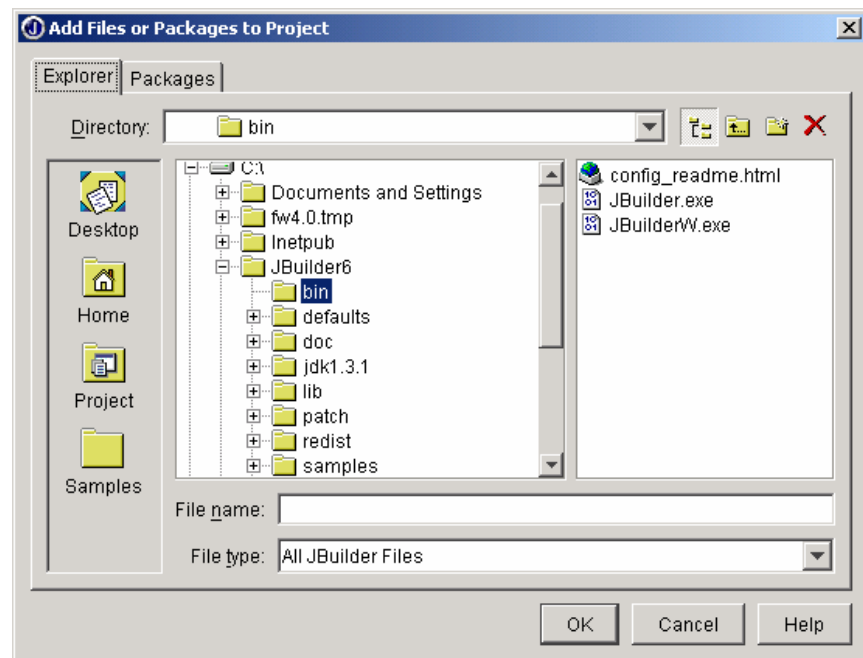 Add Files or Packages to Project
Explorer Packages
Directory: bin
Desktop
Home
Project
Samples
C:\
Documents and Settings
fw4.0.tmp
Inetpub
JBuilder6
bin
defaults
doc
jdk1.3.1
lib
patch
redist
samples
config_readme.html
JBuilder.exe
JBuilderW.exe
File name:
File type: All JBuilder Files
OK Cancel Help